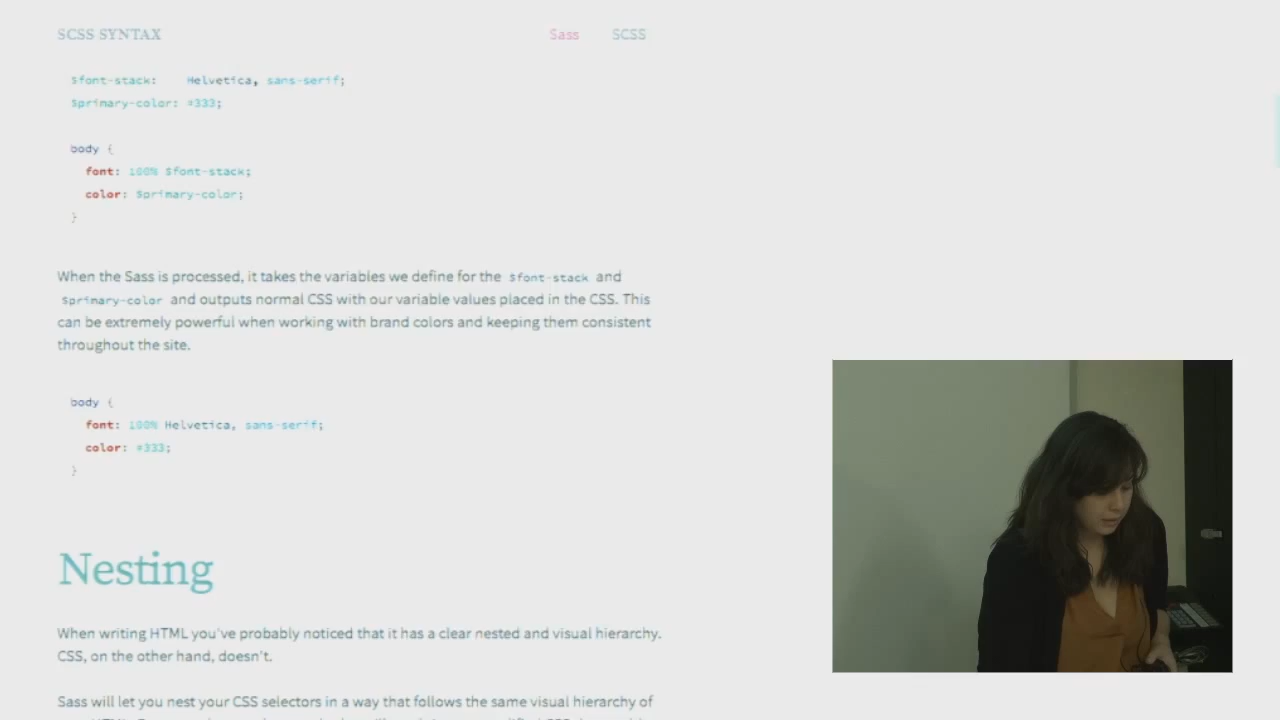 SCSS SYNTAX Sass SCSS
$font-stack: Helvetica, sans-serif;
$primary-color: #333;
body {
font: 100% $font-stack;
color: $primary-color;
}
When the Sass is processed, it takes the variables we define for the $font-stack and
$primary-color and outputs normal CSS with our variable values placed in the CSS. This
can be extremely powerful when working with brand colors and keeping them consistent
throughout the site.
body {
font: 100% Helvetica, sans-serif;
color: #333;
}
Nesting
When writing HTML you've probably noticed that it has a clear nested and visual hierarchy.
CSS, on the other hand, doesn't.
Sass will let you nest your CSS selectors in a way that follows the same visual hierarchy of